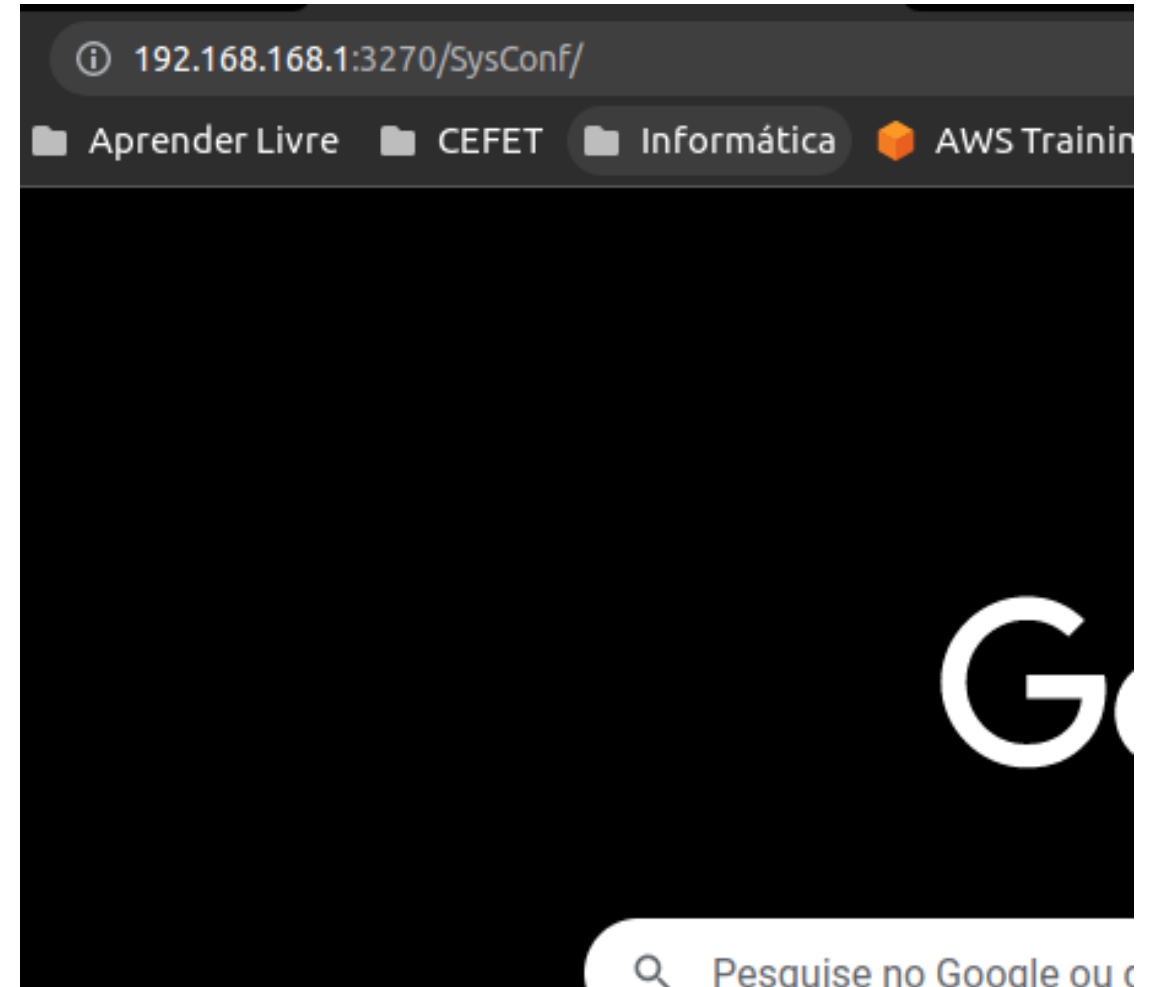 192.168.168.1:3270/SysConf/
Aprender Livre CEFET Informática AWS Trainin
G
Pesquise no Google ou